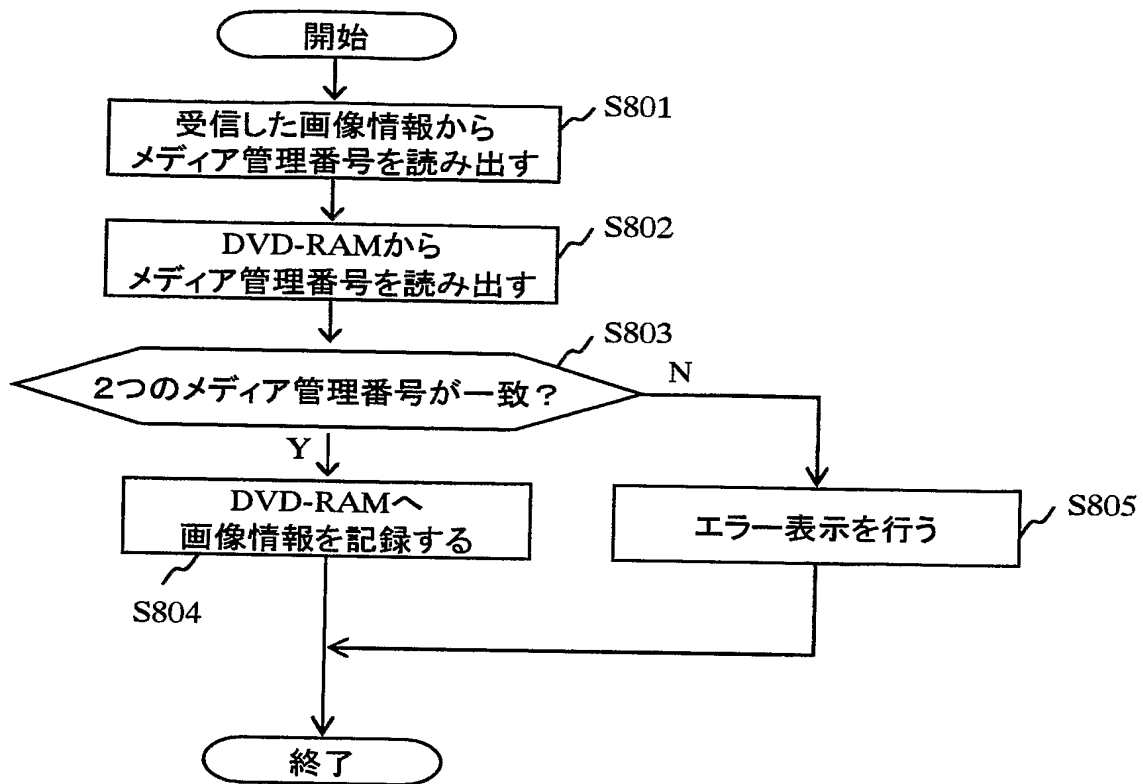 開始
受信した画像情報から
メディア管理番号を読み出す
S801
DVD-RAMから
メディア管理番号を読み出す
S802
S803
2つのメディア管理番号が一致?
N
Y
DVD-RAMへ
画像情報を記録する
S804
エラー表示を行う
S805
終了